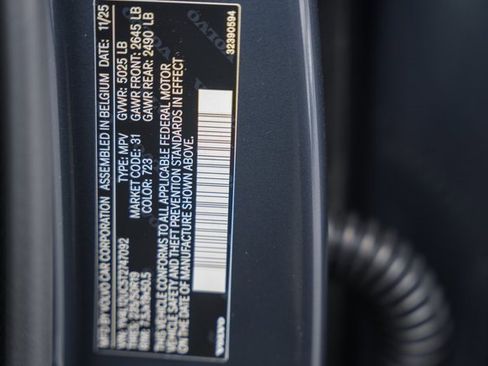 MFD BY: VOLVO CAR CORPORATION ASSEMBLED IN BELGIUM DATE: 11/25
GVWR: 5025 LB
TYPE: MPV GAWR FRONT: 2645 LB
MARKET CODE: 31 GAWR REAR: 2490 LB
COLOR: 723
THIS VEHICLE CONFORMS TO ALL APPLICABLE FEDERAL MOTOR
VEHICLE SAFETY AND THEFT PREVENTION STANDARDS IN EFFECT
ON THE DATE OF MANUFACTURE SHOWN ABOVE.
VOLVO 32390594